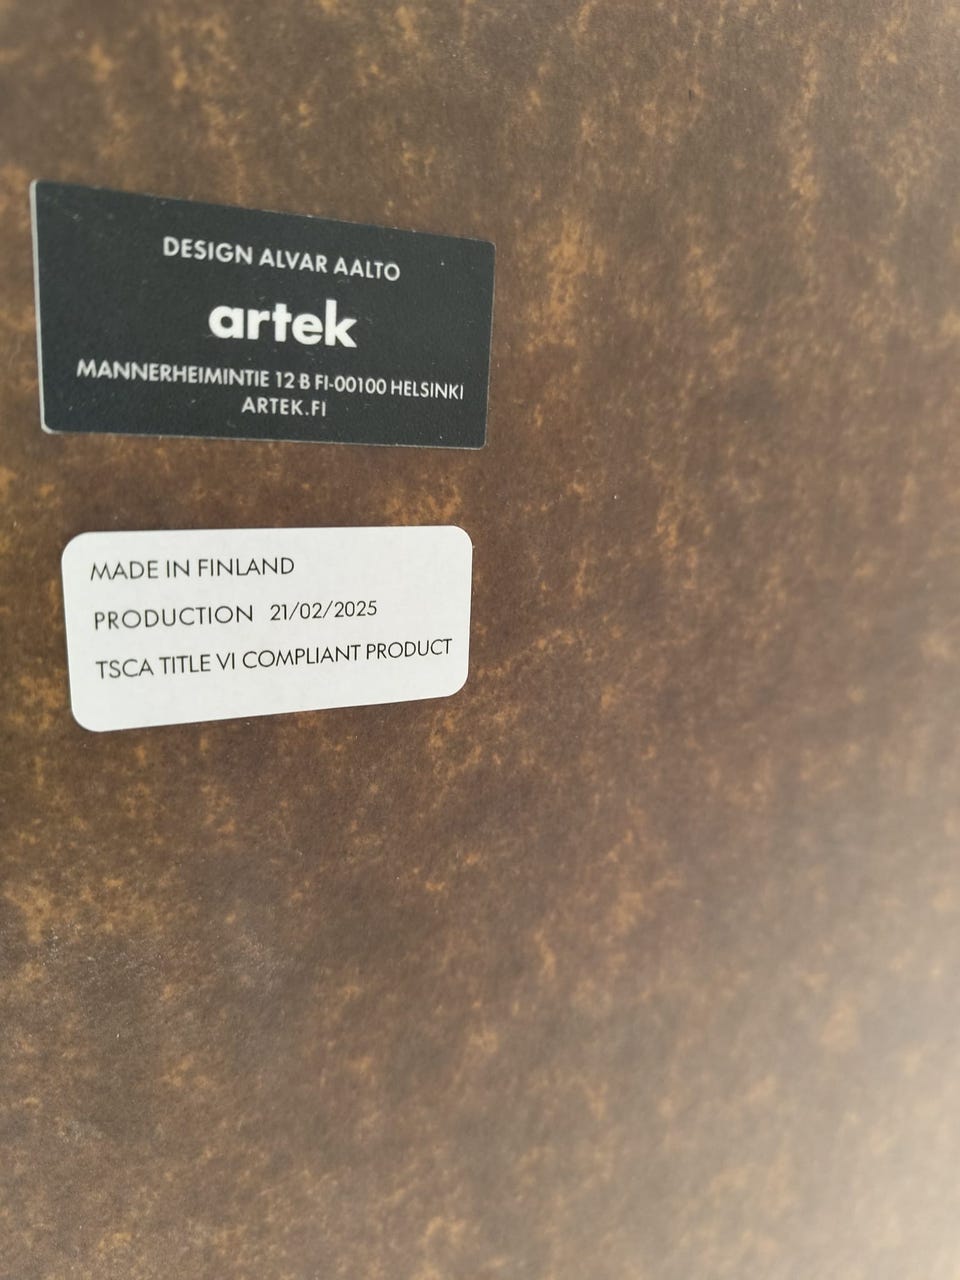 DESIGN ALVAR AALTO
artek
MANNERHEIMINTIE 12 B FI-00100 HELSINKI
ARTEK.FI
MADE IN FINLAND
PRODUCTION 21/02/2025
TSCA TITLE VI COMPLIANT PRODUCT